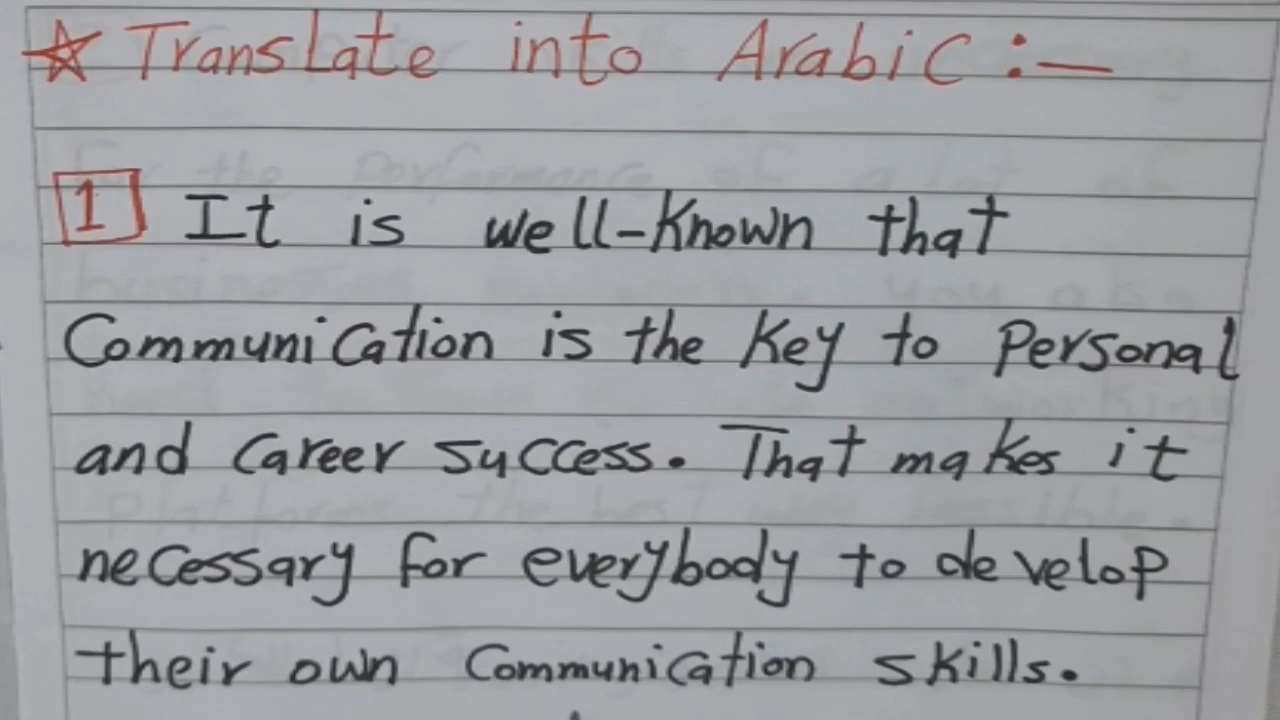 ☆ Translate into Arabic :-
1 It is well-known that
Communication is the key to Personal
and career success. That makes it
necessary for everybody to develop
their own Communication skills.